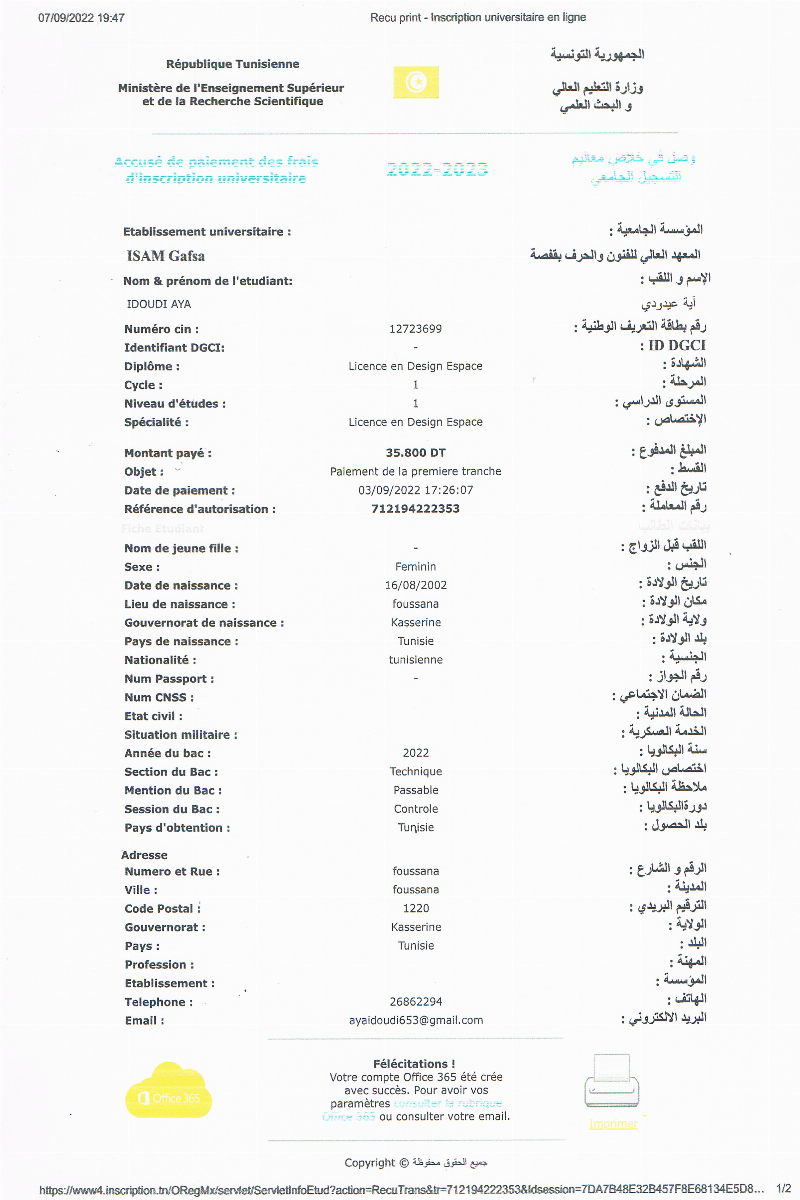 07/09/2022 19:47 Recu print - Inscription universitaire en ligne
République Tunisienne الجمهورية التونسية
Ministère de l'Enseignement Supérieur وزارة التعليم العالي
et de la Recherche Scientifique و البحث العلمي
Accusé de paiement des frais 2022-2023 وصل في خلاص معاليم
d'inscription universitaire التسجيل الجامعي
Etablissement universitaire : المؤسسة الجامعية :
ISAM Gafsa المعهد العالي للفنون والحرف بقفصة
Nom & prénom de l'etudiant: الإسم و اللقب :
IDOUDI AYA آية عيدودي
Numéro cin : 12723699 رقم بطاقة التعريف الوطنية :
Identifiant DGCI: - ID DGCI :
Diplôme : Licence en Design Espace الشهادة :
Cycle : 1 المرحلة :
Niveau d'études : 1 المستوى الدراسي :
Spécialité : Licence en Design Espace الإختصاص :
Montant payé : 35.800 DT المبلغ المدفوع :
Objet : Paiement de la premiere tranche القسط :
Date de paiement : 03/09/2022 17:26:07 تاريخ الدفع :
Référence d'autorisation : 712194222353 رقم المعاملة :
Fiche Etudiant بيانات الطالب
Nom de jeune fille : - اللقب قبل الزواج :
Sexe : Feminin الجنس :
Date de naissance : 16/08/2002 تاريخ الولادة :
Lieu de naissance : foussana مكان الولادة :
Gouvernorat de naissance : Kasserine ولاية الولادة :
Pays de naissance : Tunisie بلد الولادة :
Nationalité : tunisienne الجنسية :
Num Passport : - رقم الجواز :
Num CNSS : الضمان الاجتماعي :
Etat civil : الحالة المدنية :
Situation militaire : الخدمة العسكرية :
Année du bac : 2022 سنة البكالويا :
Section du Bac : Technique اختصاص البكالويا :
Mention du Bac : Passable ملاحظة البكالويا :
Session du Bac : Controle دورةالبكالويا :
Pays d'obtention : Tunisie بلد الحصول :
Adresse
Numero et Rue : foussana الرقم و الشارع :
Ville : foussana المدينة :
Code Postal : 1220 الترقيم البريدي :
Gouvernorat : Kasserine الولاية :
Pays : Tunisie البلد :
Profession : المهنة :
Etablissement : المؤسسة :
Telephone : 26862294 الهاتف :
Email : ayaidoudi653@gmail.com البريد الالكتروني :
Félécitations !
Votre compte Office 365 été crée
avec succès. Pour avoir vos
paramètres consulter la rubrique
Office 365 ou consulter votre email.
Office 365
Imprimer
Copyright © جميع الحقوق محفوظة
https://www4.inscription.tn/ORegMx/servlet/ServletInfoEtud?action=RecuTrans&tr=712194222353&Idsession=7DA7B48E32B457F8E68134E5D8... 1/2